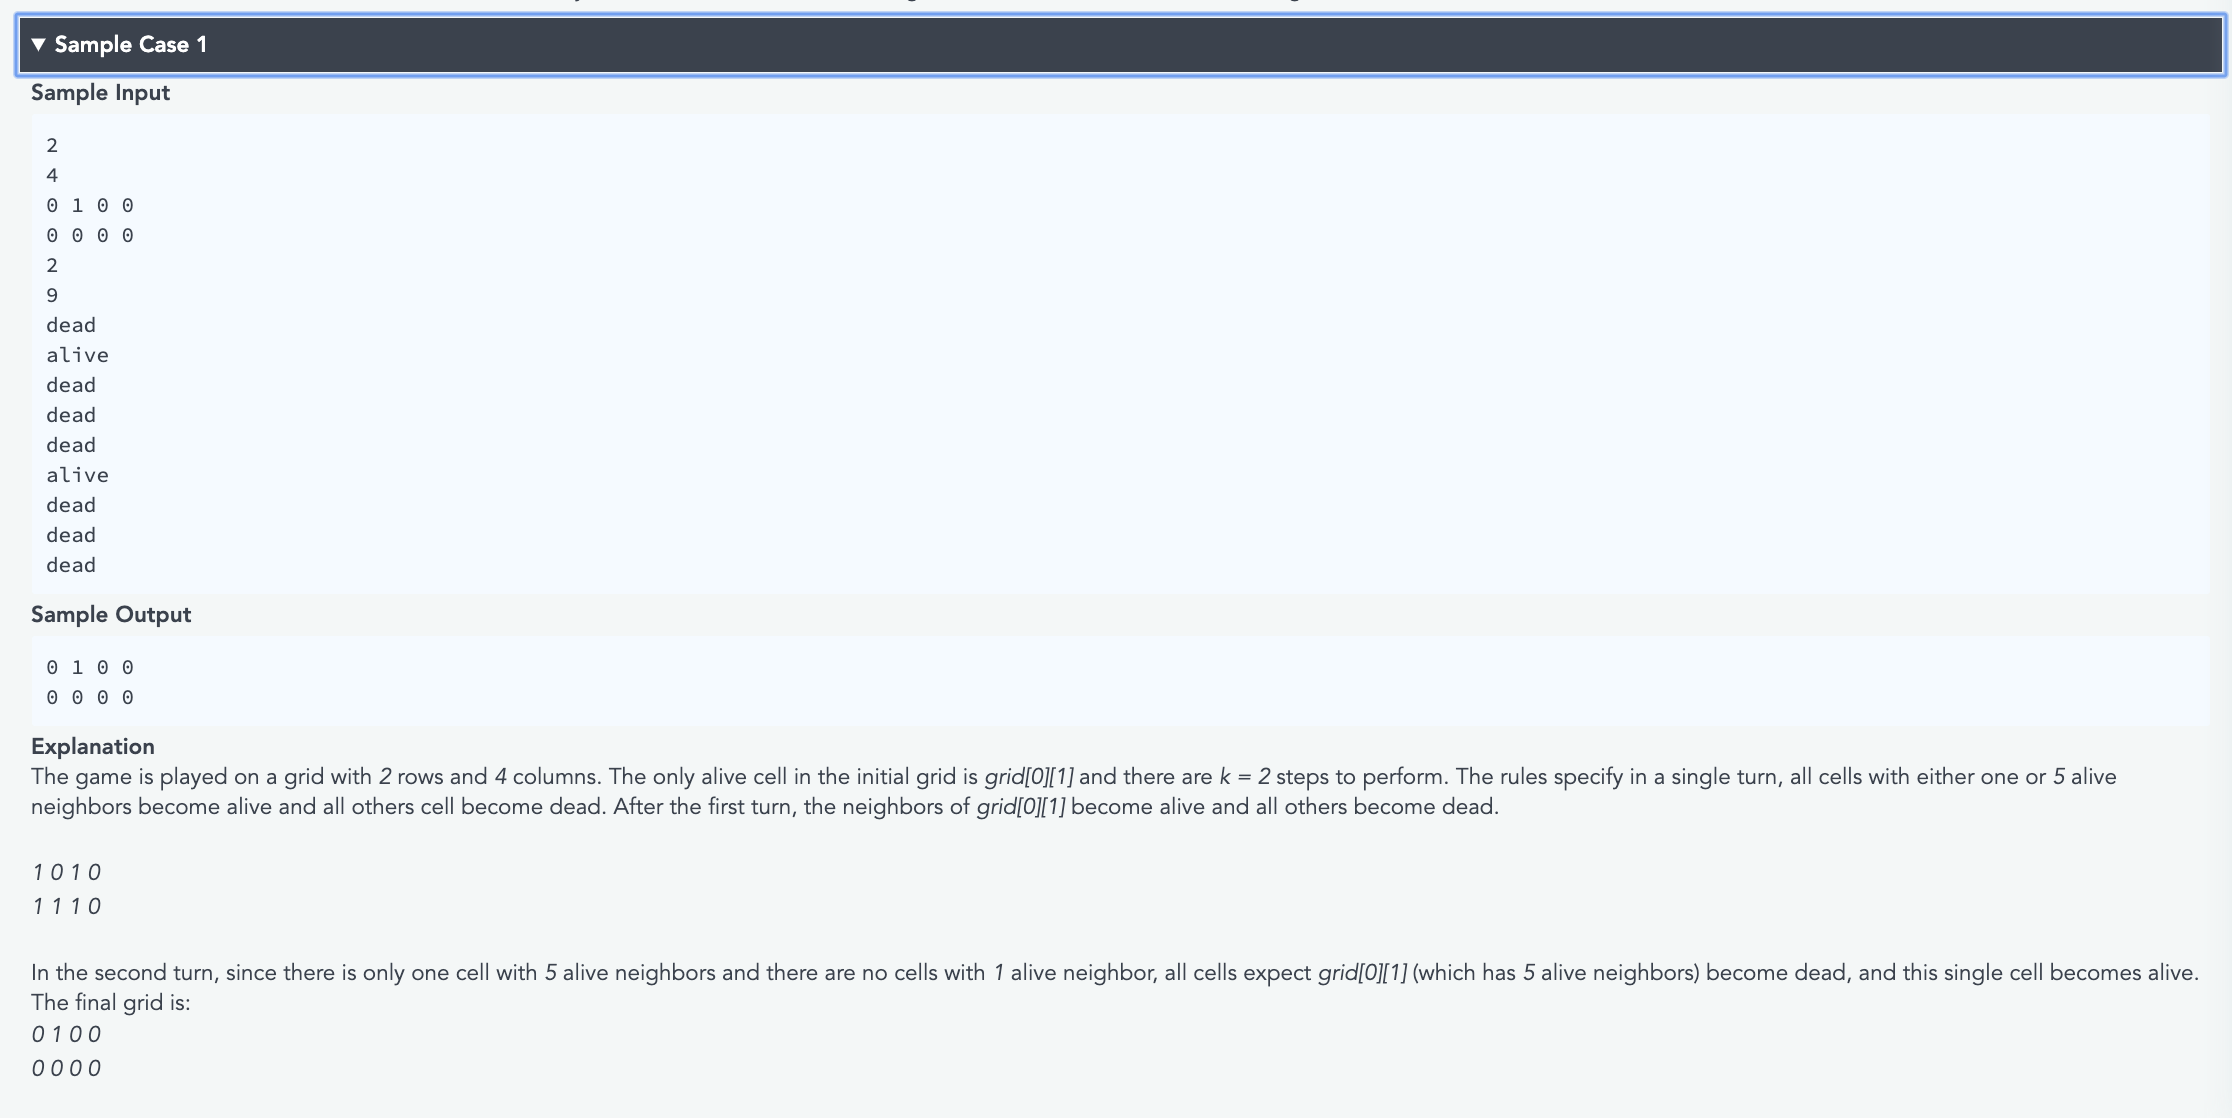 Sample Case 1
Sample Input
2
4
0 1 0 0
0 0 0 0
2
9
dead
alive
dead
dead
dead
alive
dead
dead
dead
Sample Output
0 1 0 0
0 0 0 0
Explanation
The game is played on a grid with 2 rows and 4 columns. The only alive cell in the initial grid is grid[0][1] and there are k = 2 steps to perform. The rules specify in a single turn, all cells with either one or 5 alive
neighbors become alive and all others cell become dead. After the first turn, the neighbors of grid[0][1] become alive and all others become dead.
1 0 1 0
1 1 1 0
In the second turn, since there is only one cell with 5 alive neighbors and there are no cells with 1 alive neighbor, all cells expect grid[0][1] (which has 5 alive neighbors) become dead, and this single cell becomes alive.
The final grid is:
0 1 0 0
0 0 0 0